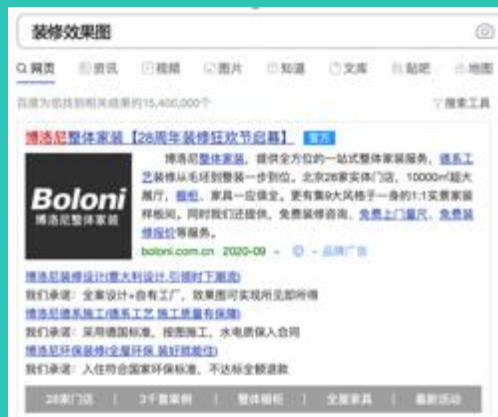 装修效果图
网页 资讯 视频 图片 知道 文库 贴吧 地图
百度为您找到相关结果约15,400,000个 搜索工具
博洛尼整体家装【28周年装修狂欢节启幕】 官方
Boloni
博洛尼整体家装
博洛尼整体家装，提供全方位的一站式整体家装服务，德系工
艺装修从毛坯到整装一步到位。北京28家实体门店，10000㎡超大
展厅，橱柜、家具一应俱全。更有集9大风格于一身的1:1实景家装
样板间。同时我们还提供，免费装修咨询、免费上门量尺、免费装
修报价等服务。
boloni.com.cn 2020-09 - 品牌广告
博洛尼装修设计(意大利设计,引领时下潮流)
我们承诺：全案设计+自有工厂，效果图可实现所见即所得
博洛尼德系施工(德系工艺 施工质量有保障)
我们承诺：采用德国标准，按图施工，水电质保入合同
博洛尼环保装修(全屋环保 装好就能住)
我们承诺：入住符合国家环保标准，不达标全额退款
28家门店 | 3千套案例 | 整体橱柜 | 全屋家具 | 最新活动